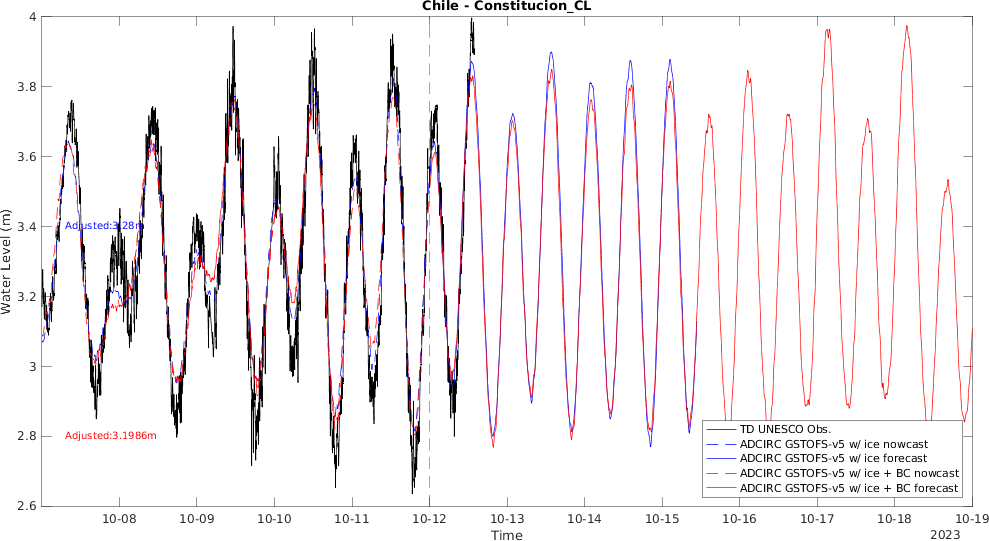 Chile - Constitucion_CL
Water Level (m)
4
3.8
3.6
3.4
3.2
3
2.8
2.6
Adjusted:3.28m
Adjusted:3.1986m
TD UNESCO Obs.
ADCIRC GSTOFS-v5 w/ ice nowcast
ADCIRC GSTOFS-v5 w/ ice forecast
ADCIRC GSTOFS-v5 w/ ice + BC nowcast
ADCIRC GSTOFS-v5 w/ ice + BC forecast
10-08 10-09 10-10 10-11 10-12 10-13 10-14 10-15 10-16 10-17 10-18 10-19
Time
2023